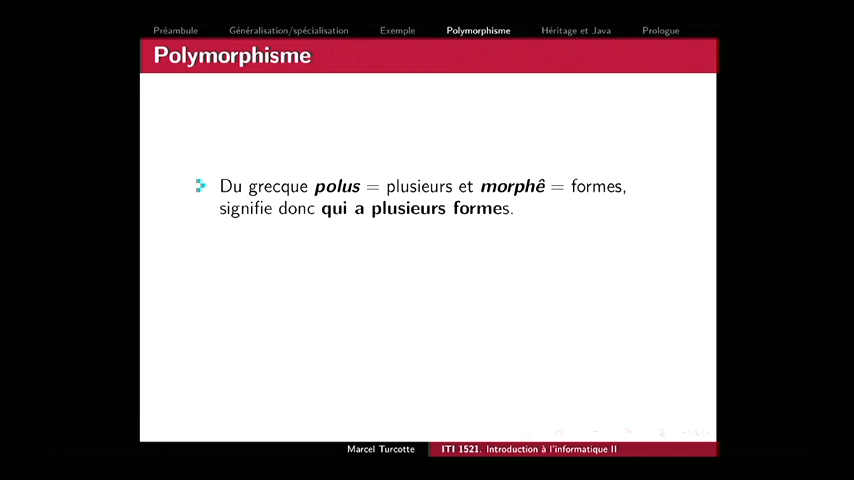 Préambule Généralisation/spécialisation Exemple Polymorphisme Héritage et Java Prologue
Polymorphisme
Du grecque polus = plusieurs et morphê = formes,
signifie donc qui a plusieurs formes.
Marcel Turcotte ITI 1521. Introduction à l'informatique II